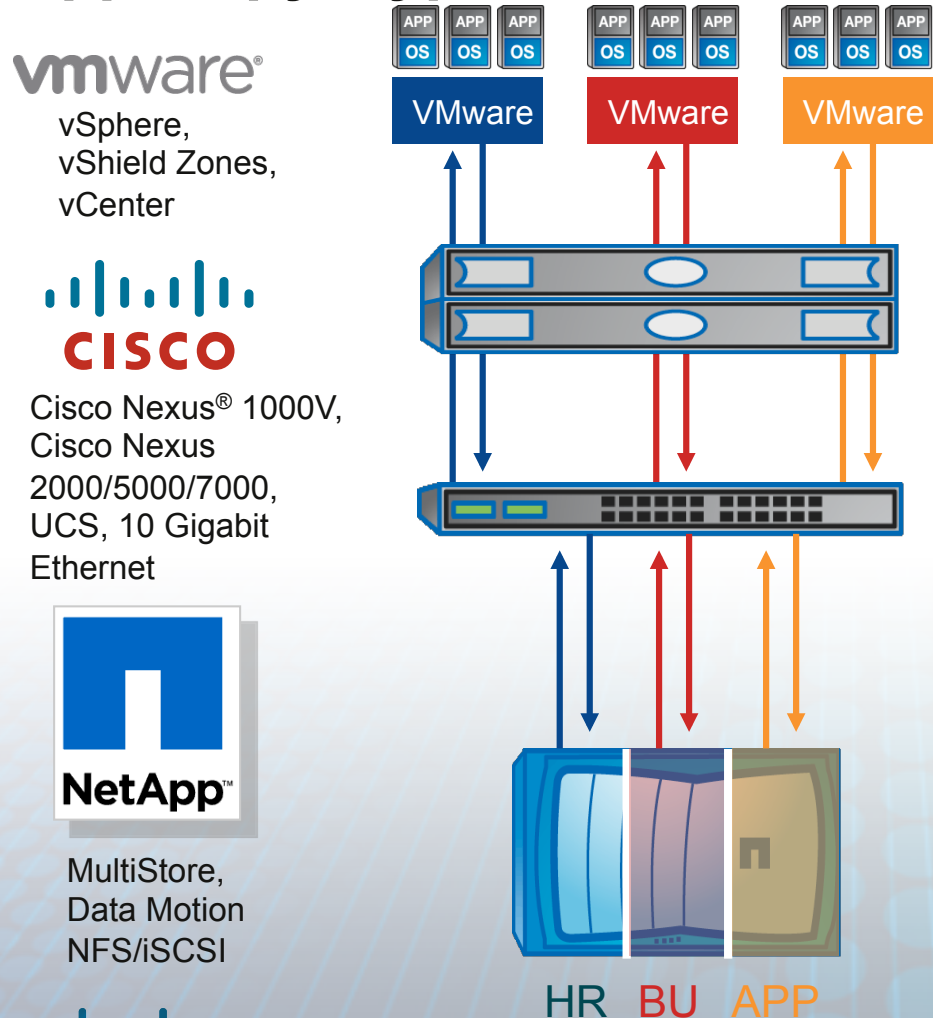 APP APP APP APP APP APP APP APP APP
OS OS OS OS OS OS OS OS OS
VMware VMware VMware
vmware®
vSphere,
vShield Zones,
vCenter
CISCO
Cisco Nexus® 1000V,
Cisco Nexus
2000/5000/7000,
UCS, 10 Gigabit
Ethernet
NetApp™
MultiStore,
Data Motion
NFS/iSCSI
HR BU APP